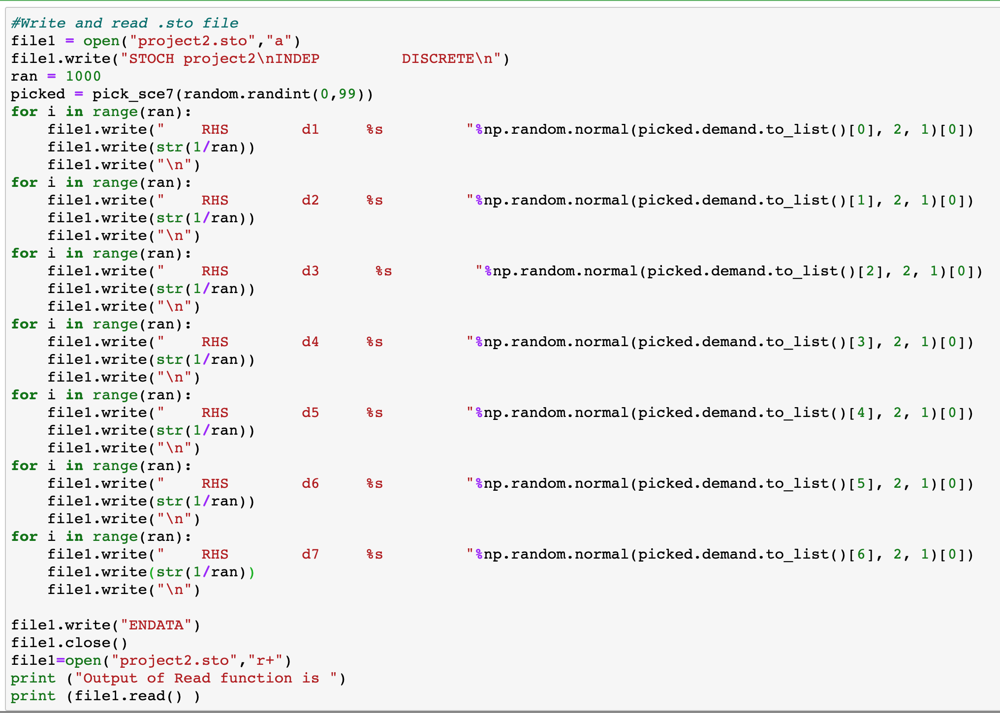 #Write and read .sto file
file1 = open("project2.sto","a")
file1.write("STOCH project2\nINDEP         DISCRETE\n")
ran = 1000
picked = pick_sce7(random.randint(0,99))
for i in range(ran):
    file1.write("    RHS        d1     %s         "%np.random.normal(picked.demand.to_list()[0], 2, 1)[0])
    file1.write(str(1/ran))
    file1.write("\n")
for i in range(ran):
    file1.write("    RHS        d2     %s         "%np.random.normal(picked.demand.to_list()[1], 2, 1)[0])
    file1.write(str(1/ran))
    file1.write("\n")
for i in range(ran):
    file1.write("    RHS        d3      %s         "%np.random.normal(picked.demand.to_list()[2], 2, 1)[0])
    file1.write(str(1/ran))
    file1.write("\n")
for i in range(ran):
    file1.write("    RHS        d4     %s         "%np.random.normal(picked.demand.to_list()[3], 2, 1)[0])
    file1.write(str(1/ran))
    file1.write("\n")
for i in range(ran):
    file1.write("    RHS        d5     %s         "%np.random.normal(picked.demand.to_list()[4], 2, 1)[0])
    file1.write(str(1/ran))
    file1.write("\n")
for i in range(ran):
    file1.write("    RHS        d6     %s         "%np.random.normal(picked.demand.to_list()[5], 2, 1)[0])
    file1.write(str(1/ran))
    file1.write("\n")
for i in range(ran):
    file1.write("    RHS        d7     %s         "%np.random.normal(picked.demand.to_list()[6], 2, 1)[0])
    file1.write(str(1/ran))
    file1.write("\n")

file1.write("ENDATA")
file1.close()
file1=open("project2.sto","r+")
print ("Output of Read function is ")
print (file1.read() )